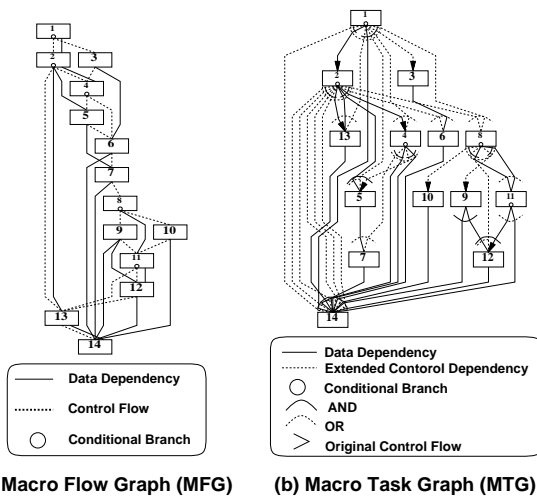 1
2
3
4
5
6
7
8
9
10
11
12
13
14
Data Dependency
Control Flow
Conditional Branch
Macro Flow Graph (MFG)
1
2
3
13
4
6
8
5
10
9
11
7
12
14
Data Dependency
Extended Contorol Dependency
Conditional Branch
AND
OR
Original Control Flow
(b) Macro Task Graph (MTG)